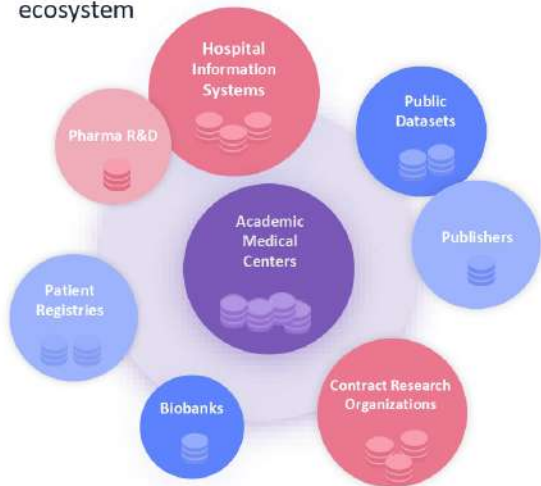 ecosystem
Hospital
Information
Systems
Pharma R&D
Public
Datasets
Academic
Medical
Centers
Publishers
Patient
Registries
Biobanks
Contract Research
Organizations